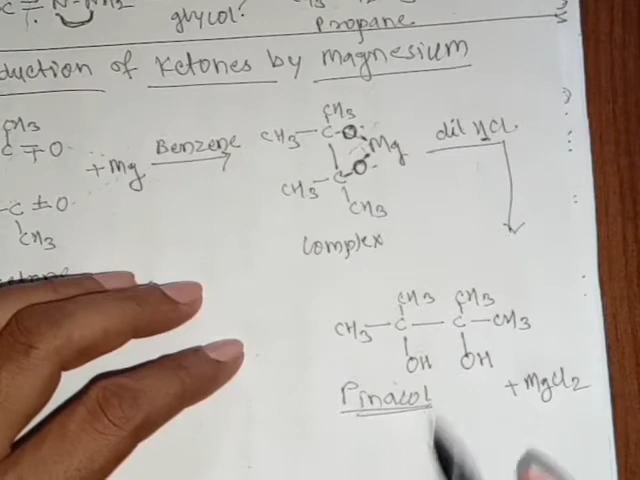 glycol. Propane
duction of Ketones by magnesium
CH3
C = O
+ Mg Benzene
CH3 - C - O
CH3
Mg
CH3 - C - O
CH3
dil HCl
C = O
CH3
Complex
CH3 CH3
CH3 - C - C - CH3
OH OH
+ MgCl2
Pinacol